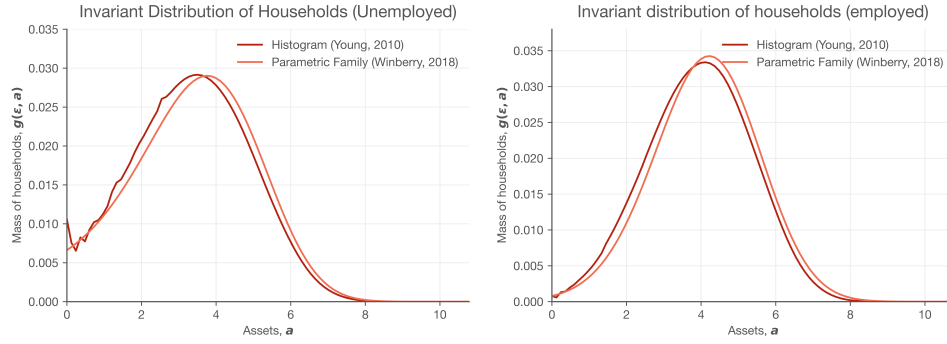 Invariant Distribution of Households (Unemployed)
Histogram (Young, 2010)
Parametric Family (Winberry, 2018)
Mass of households, g(ε, a)
0.035
0.030
0.025
0.020
0.015
0.010
0.005
0.000
0 2 4 6 8 10
Assets, a
Invariant distribution of households (employed)
Histogram (Young, 2010)
Parametric Family (Winberry, 2018)
Mass of households, g(ε, a)
0.035
0.030
0.025
0.020
0.015
0.010
0.005
0.000
0 2 4 6 8 10
Assets, a